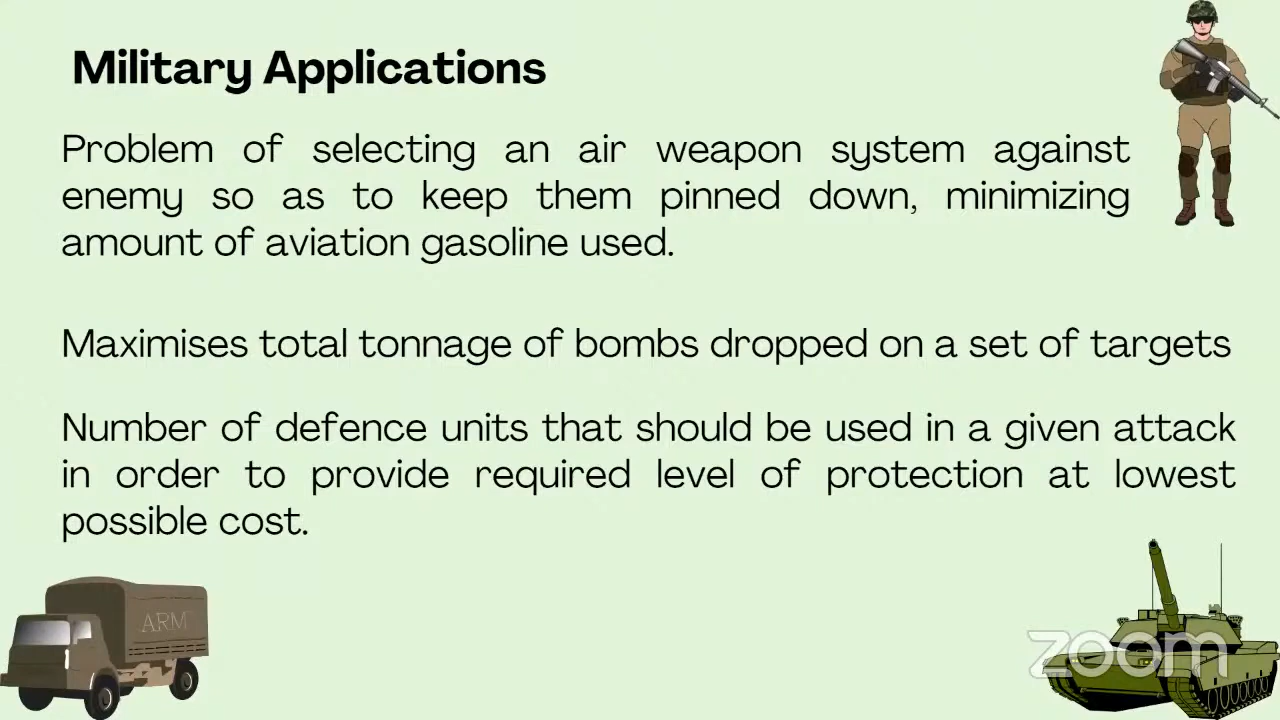 Military Applications
Problem of selecting an air weapon system against
enemy so as to keep them pinned down, minimizing
amount of aviation gasoline used.
Maximises total tonnage of bombs dropped on a set of targets
Number of defence units that should be used in a given attack
in order to provide required level of protection at lowest
possible cost.
ARM
zoom